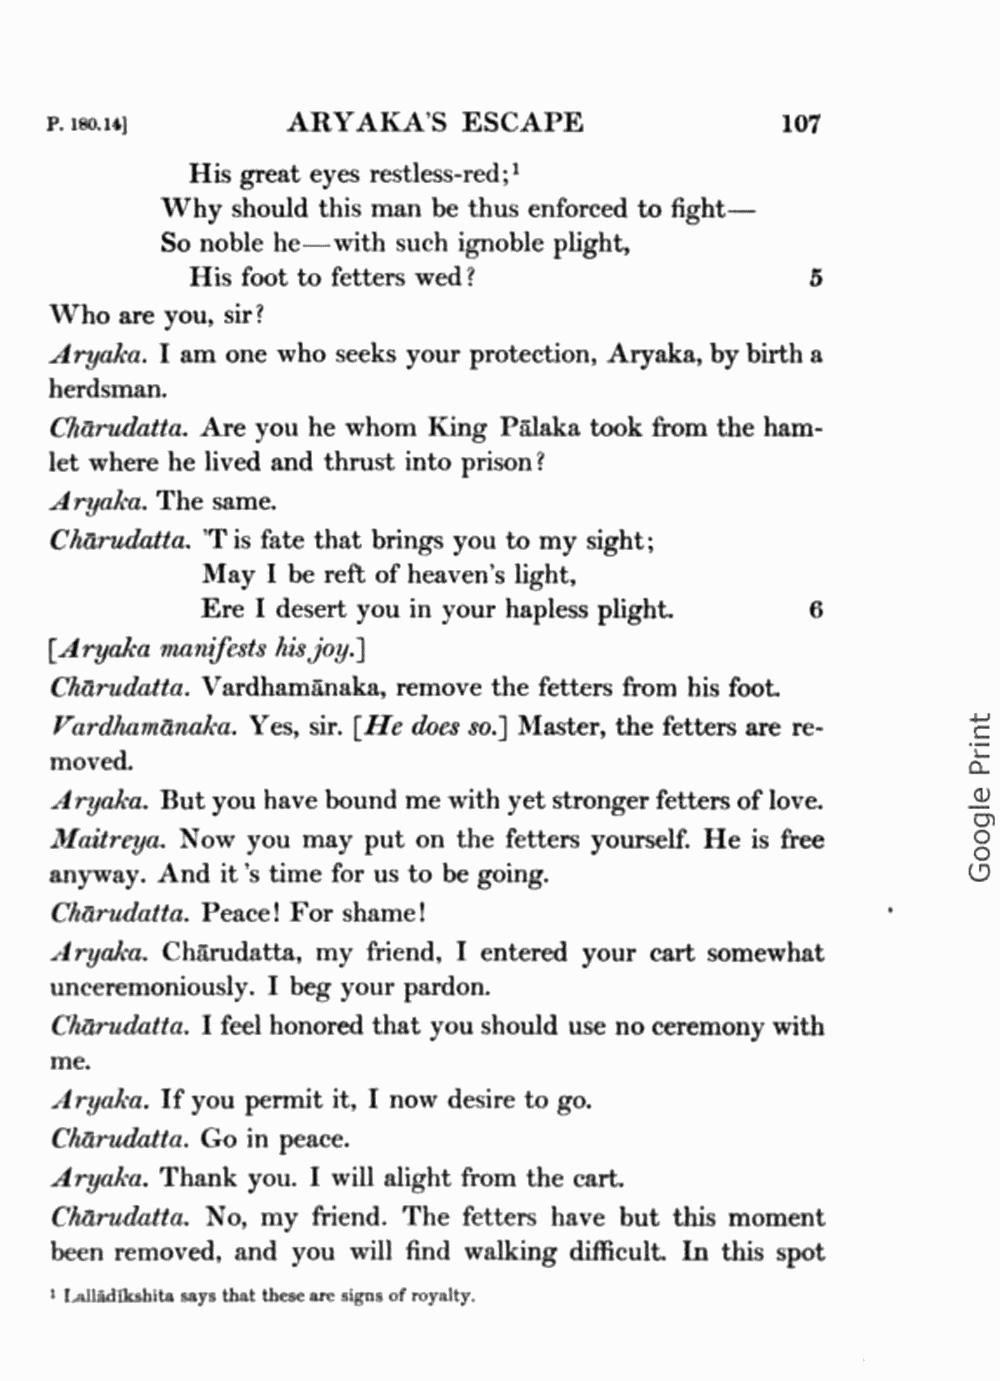 P. 180.14] ARYAKA'S ESCAPE 107
His great eyes restless-red;¹
Why should this man be thus enforced to fight—
So noble he—with such ignoble plight,
His foot to fetters wed? 5
Who are you, sir?
Aryaka. I am one who seeks your protection, Aryaka, by birth a
herdsman.
Chārudatta. Are you he whom King Pālaka took from the ham-
let where he lived and thrust into prison?
Aryaka. The same.
Chārudatta. 'T is fate that brings you to my sight;
May I be reft of heaven's light,
Ere I desert you in your hapless plight. 6
[Aryaka manifests his joy.]
Chārudatta. Vardhamānaka, remove the fetters from his foot.
Vardhamānaka. Yes, sir. [He does so.] Master, the fetters are re-
moved.
Aryaka. But you have bound me with yet stronger fetters of love.
Maitreya. Now you may put on the fetters yourself. He is free
anyway. And it 's time for us to be going.
Chārudatta. Peace! For shame!
Aryaka. Chārudatta, my friend, I entered your cart somewhat
unceremoniously. I beg your pardon.
Chārudatta. I feel honored that you should use no ceremony with
me.
Aryaka. If you permit it, I now desire to go.
Chārudatta. Go in peace.
Aryaka. Thank you. I will alight from the cart.
Chārudatta. No, my friend. The fetters have but this moment
been removed, and you will find walking difficult. In this spot
¹ Lallādīkshita says that these are signs of royalty.
Google Print